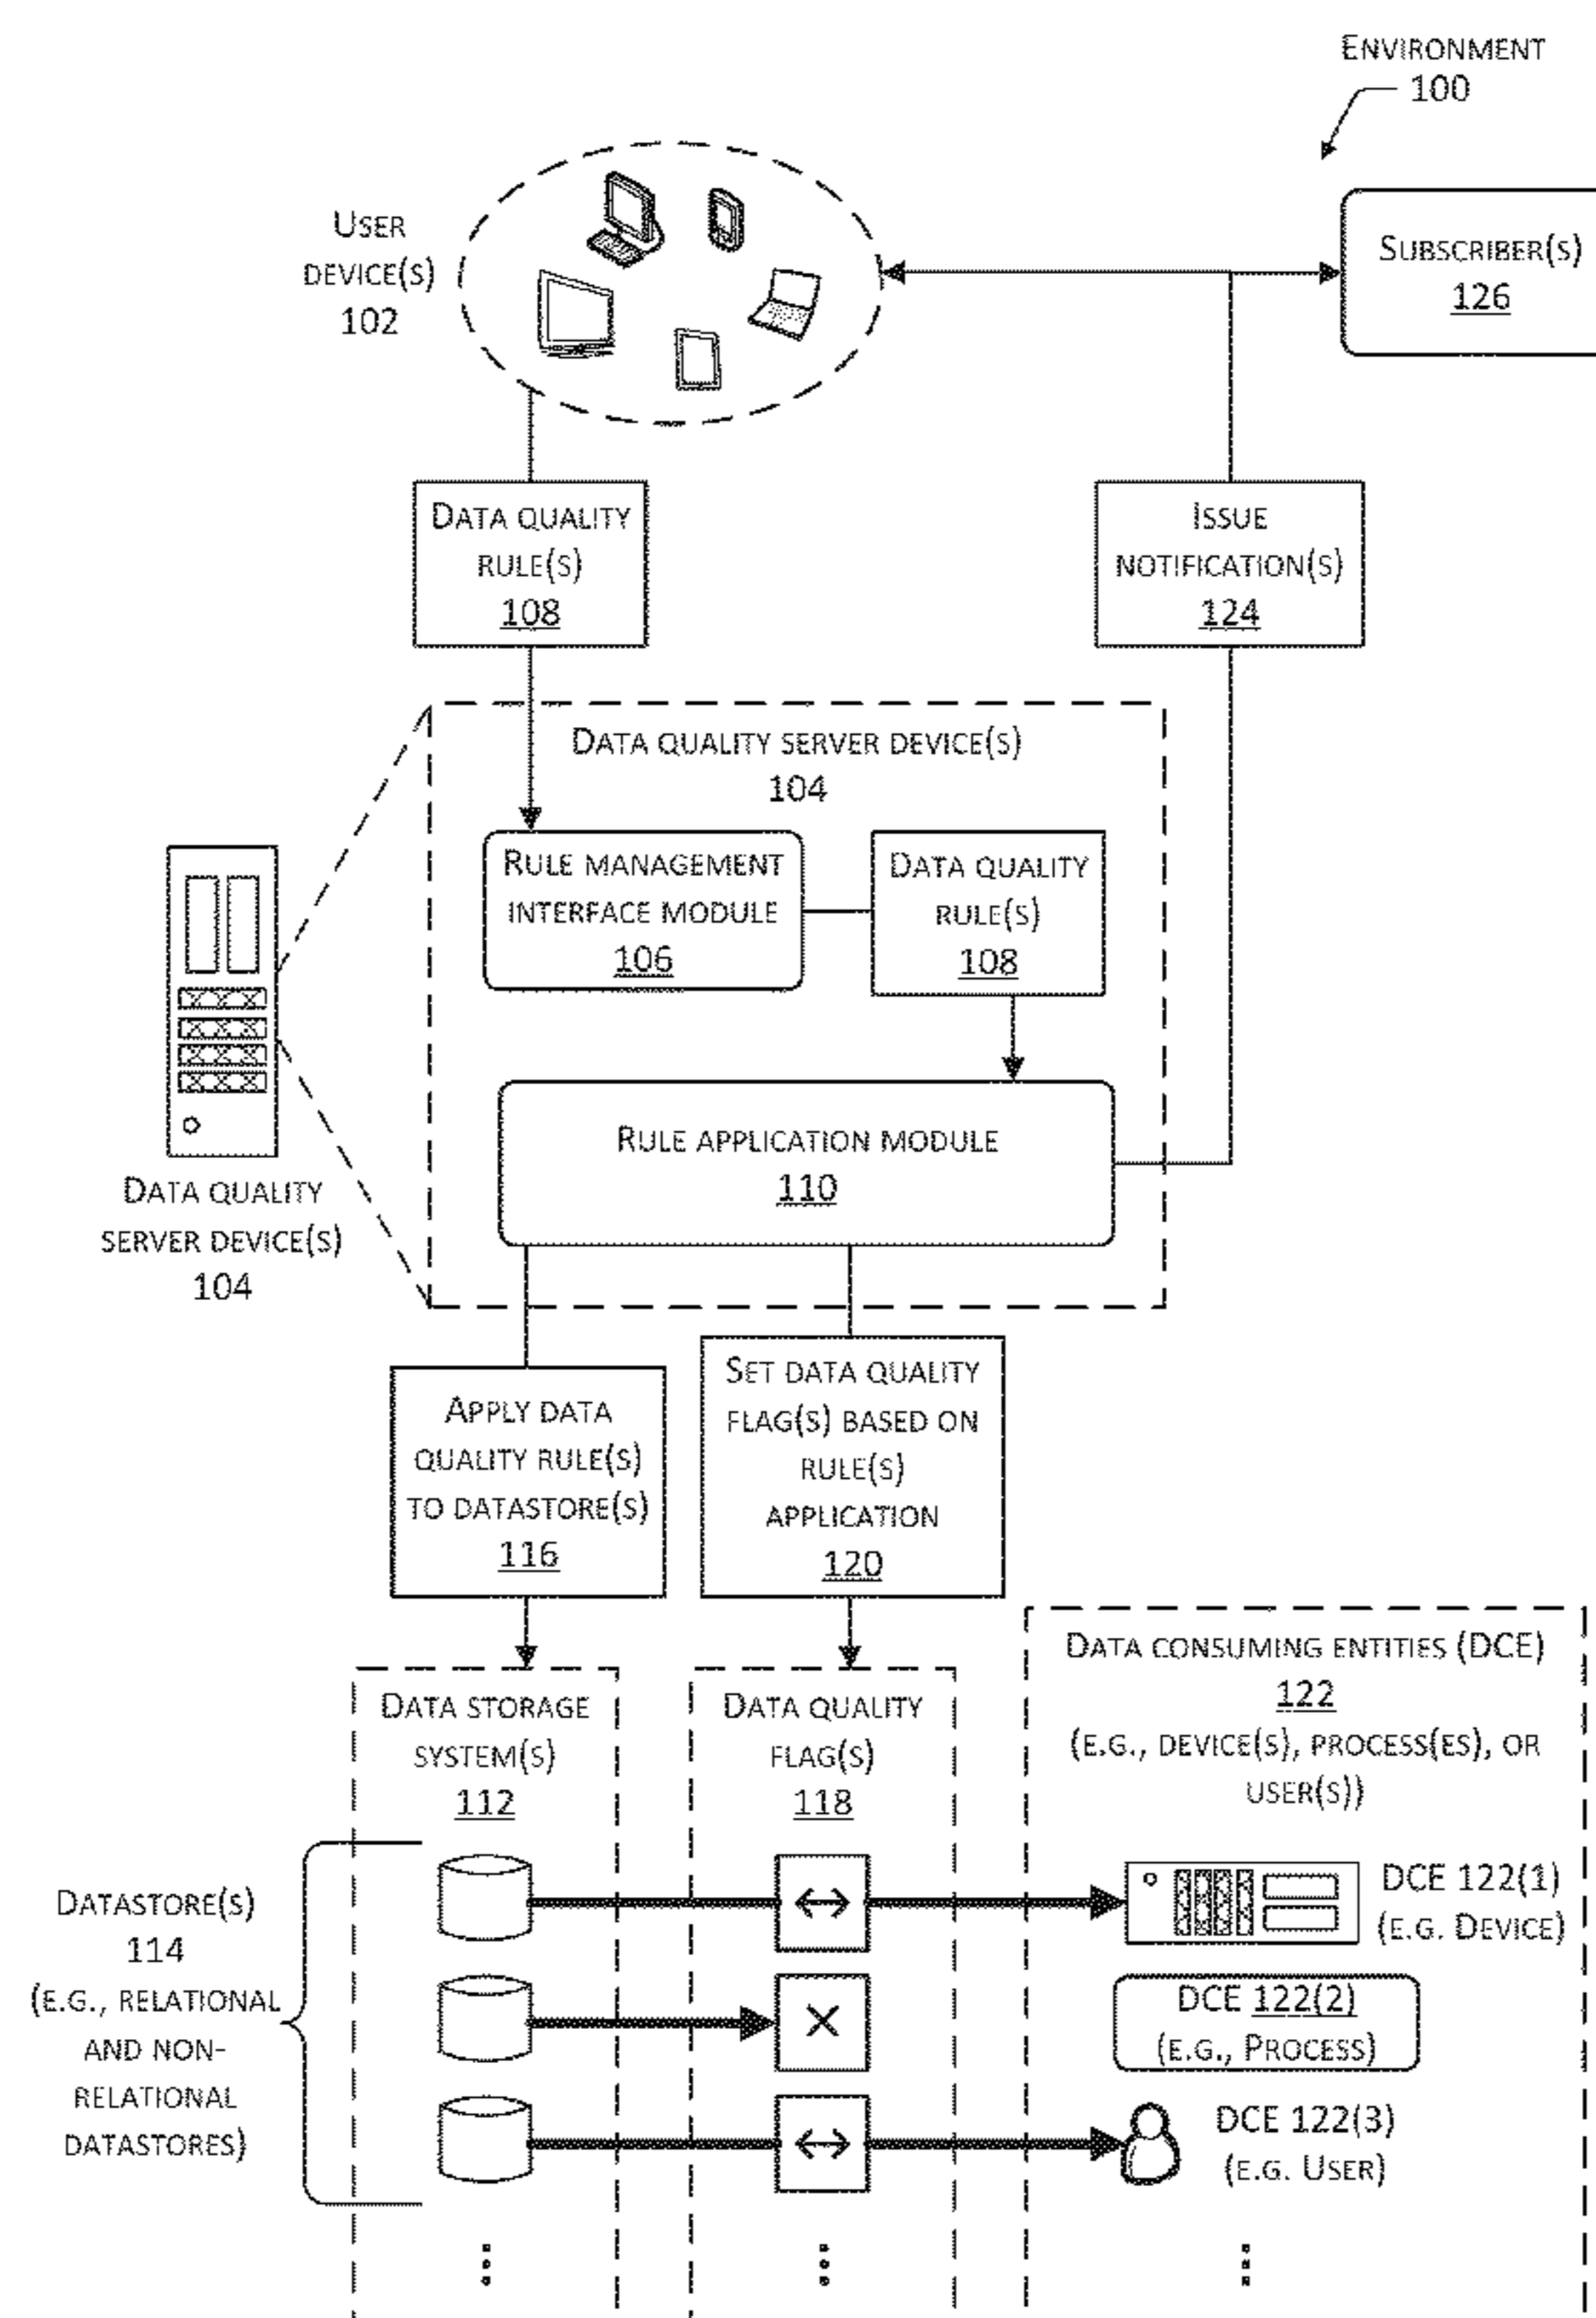 ENVIRONMENT
100
USER
DEVICE(S)
102
SUBSCRIBER(S)
126
DATA QUALITY
RULE(S)
108
ISSUE
NOTIFICATION(S)
124
DATA QUALITY SERVER DEVICE(S)
104
RULE MANAGEMENT
INTERFACE MODULE
106
DATA QUALITY
RULE(S)
108
RULE APPLICATION MODULE
110
DATA QUALITY
SERVER DEVICE(S)
104
APPLY DATA
QUALITY RULE(S)
TO DATASTORE(S)
116
SET DATA QUALITY
FLAG(S) BASED ON
RULE(S)
APPLICATION
120
DATA STORAGE
SYSTEM(S)
112
DATA QUALITY
FLAG(S)
118
DATA CONSUMING ENTITIES (DCE)
122
(E.G., DEVICE(S), PROCESS(ES), OR
USER(S))
DATASTORE(S)
114
(E.G., RELATIONAL
AND NON-
RELATIONAL
DATASTORES)
DCE 122(1)
(E.G. DEVICE)
DCE 122(2)
(E.G., PROCESS)
DCE 122(3)
(E.G. USER)